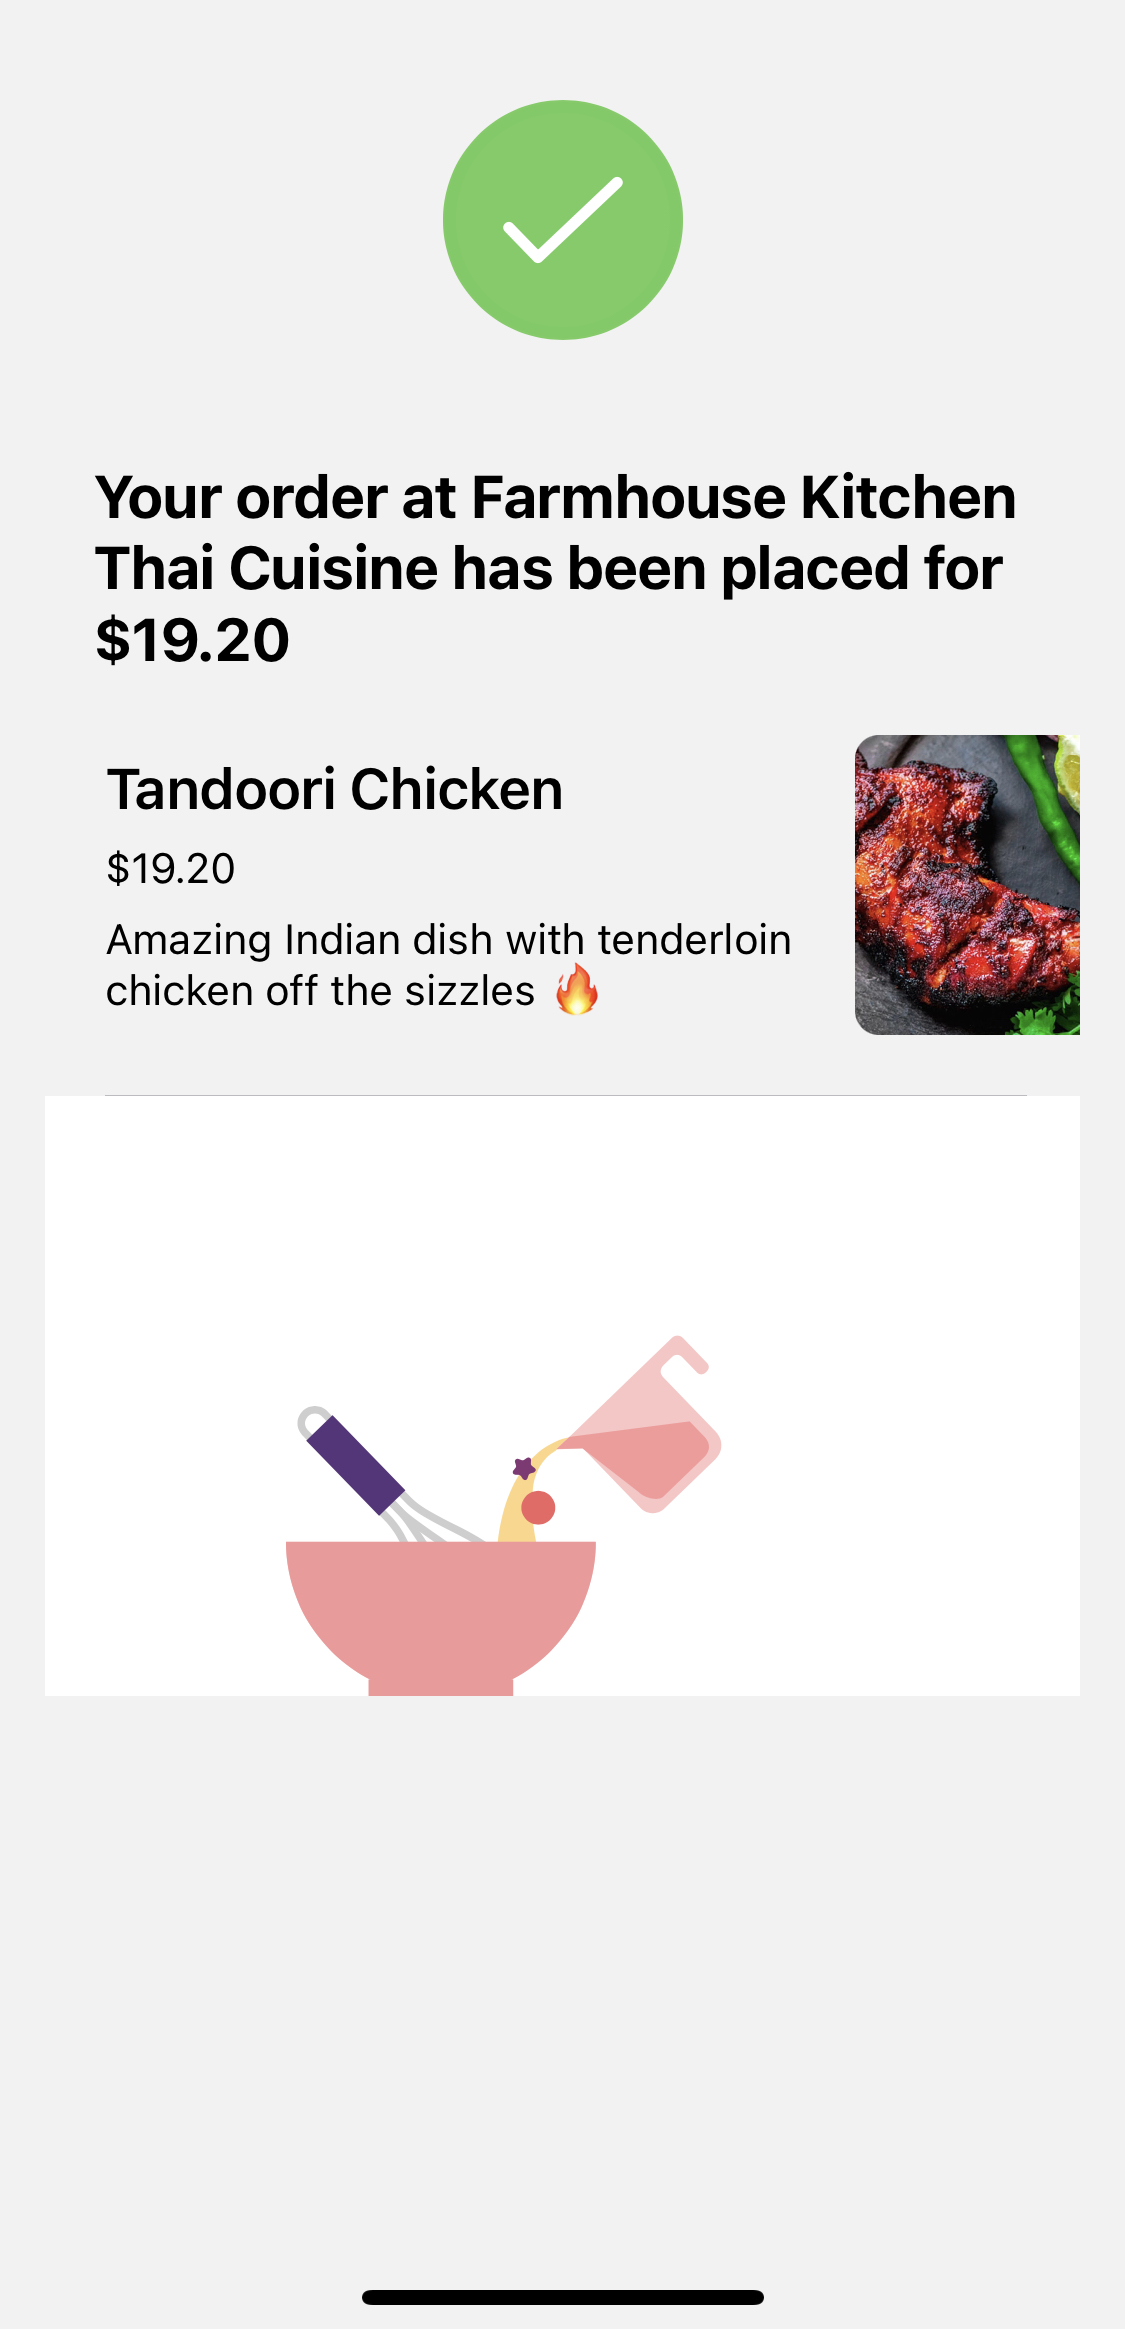 Your order at Farmhouse Kitchen
Thai Cuisine has been placed for
$19.20
Tandoori Chicken
$19.20
Amazing Indian dish with tenderloin
chicken off the sizzles 🔥